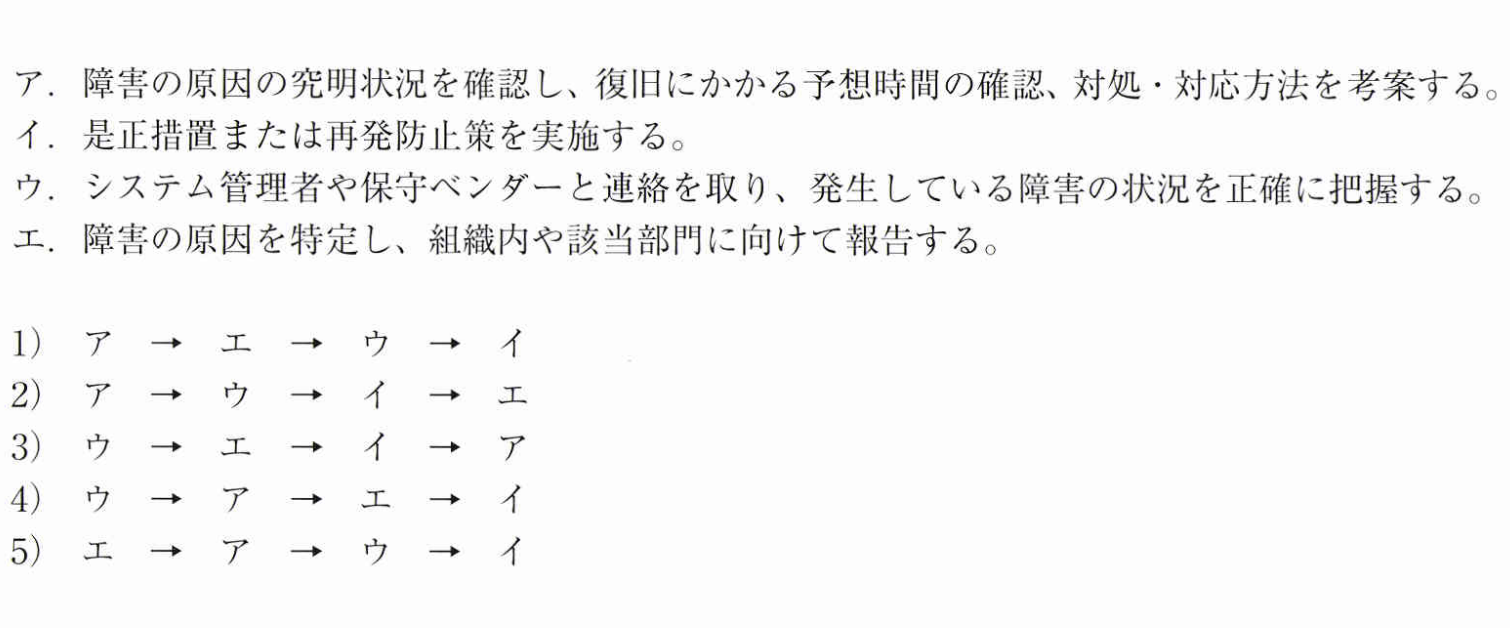 ア．障害の原因の究明状況を確認し、復旧にかかる予想時間の確認、対処・対応方法を考案する。
イ．是正措置または再発防止策を実施する。
ウ．システム管理者や保守ベンダーと連絡を取り、発生している障害の状況を正確に把握する。
エ．障害の原因を特定し、組織内や該当部門に向けて報告する。
1) ア → エ → ウ → イ
2) ア → ウ → イ → エ
3) ウ → エ → イ → ア
4) ウ → ア → エ → イ
5) エ → ア → ウ → イ